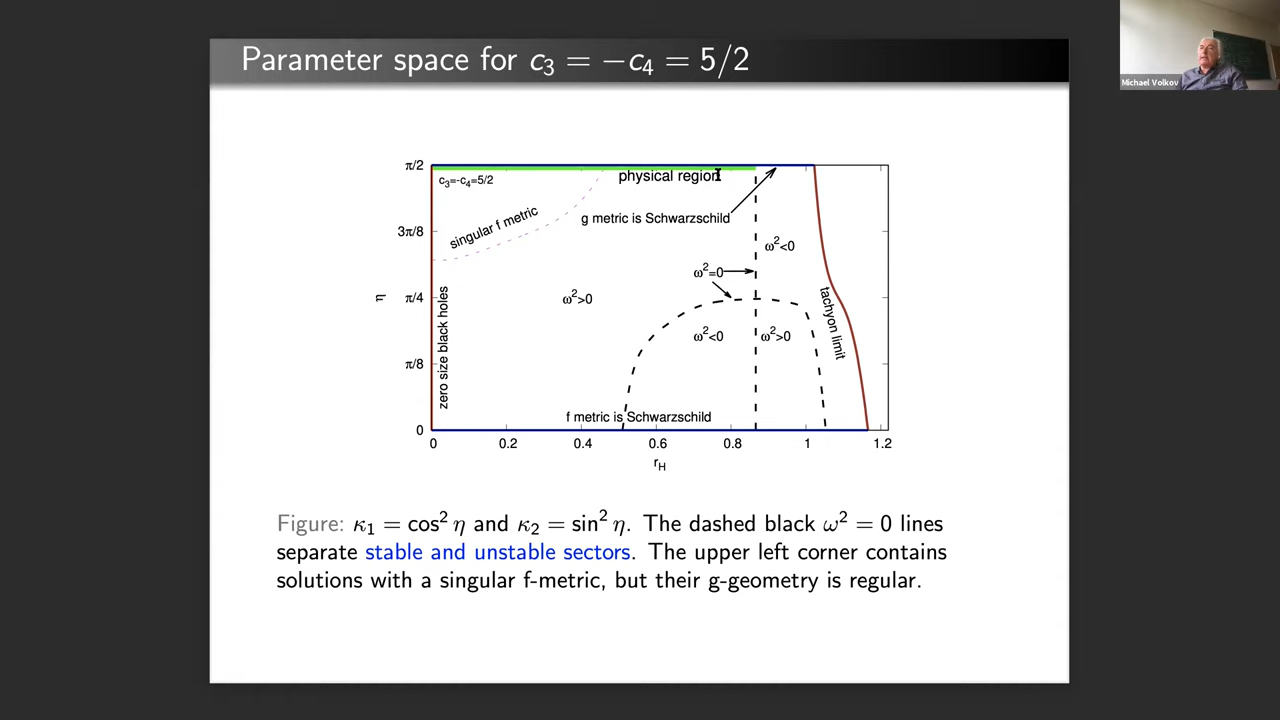 Parameter space for c₃ = −c₄ = 5/2
Michael Volkov
π/2
c₃=-c₄=5/2
physical region
singular f metric
g metric is Schwarzschild
3π/8
ω²<0
ω²=0
η
π/4
ω²>0
zero size black holes
tachyon limit
ω²<0
ω²>0
π/8
f metric is Schwarzschild
0
0 0.2 0.4 0.6 0.8 1 1.2
r_H
Figure: κ₁ = cos² η and κ₂ = sin² η. The dashed black ω² = 0 lines
separate stable and unstable sectors. The upper left corner contains
solutions with a singular f-metric, but their g-geometry is regular.